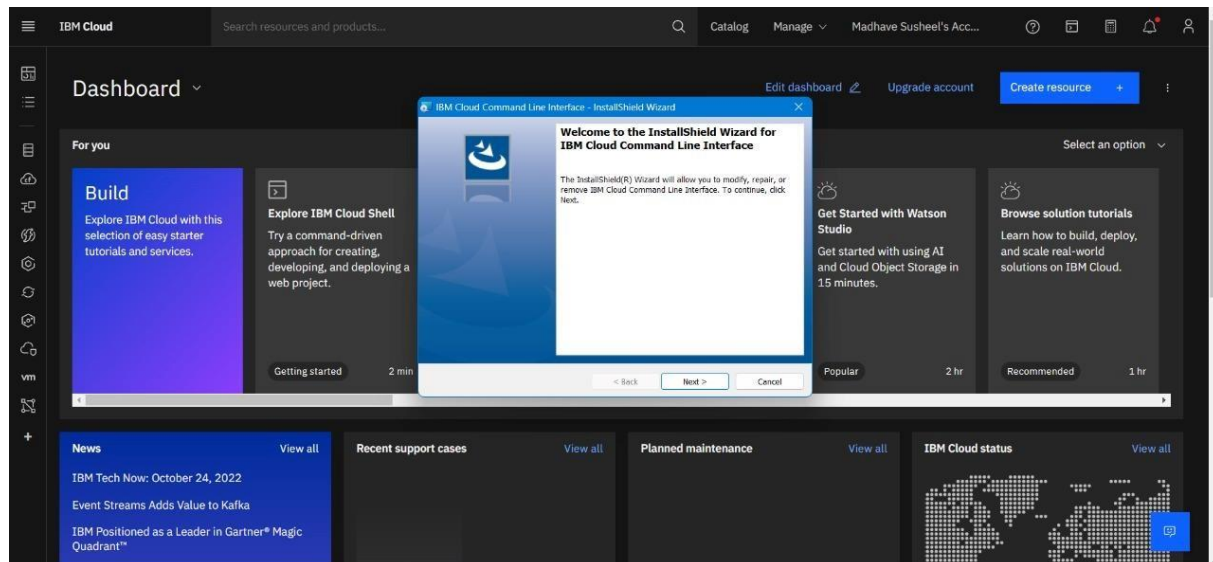 IBM Cloud
Search resources and products...
Catalog
Manage
Madhave Susheel's Acc...
Dashboard
Edit dashboard
Upgrade account
Create resource +
IBM Cloud Command Line Interface - InstallShield Wizard
Welcome to the InstallShield Wizard for
IBM Cloud Command Line Interface
The InstallShield(R) Wizard will allow you to modify, repair, or
remove IBM Cloud Command Line Interface. To continue, click
Next.
< Back
Next >
Cancel
For you
Select an option
Build
Explore IBM Cloud with this
selection of easy starter
tutorials and services.
Explore IBM Cloud Shell
Try a command-driven
approach for creating,
developing, and deploying a
web project.
Getting started
2 min
Get Started with Watson
Studio
Get started with using AI
and Cloud Object Storage in
15 minutes.
Popular
2 hr
Browse solution tutorials
Learn how to build, deploy,
and scale real-world
solutions on IBM Cloud.
Recommended
1 hr
vm
News
View all
IBM Tech Now: October 24, 2022
Event Streams Adds Value to Kafka
IBM Positioned as a Leader in Gartner® Magic
Quadrant™
Recent support cases
View all
Planned maintenance
View all
IBM Cloud status
View all